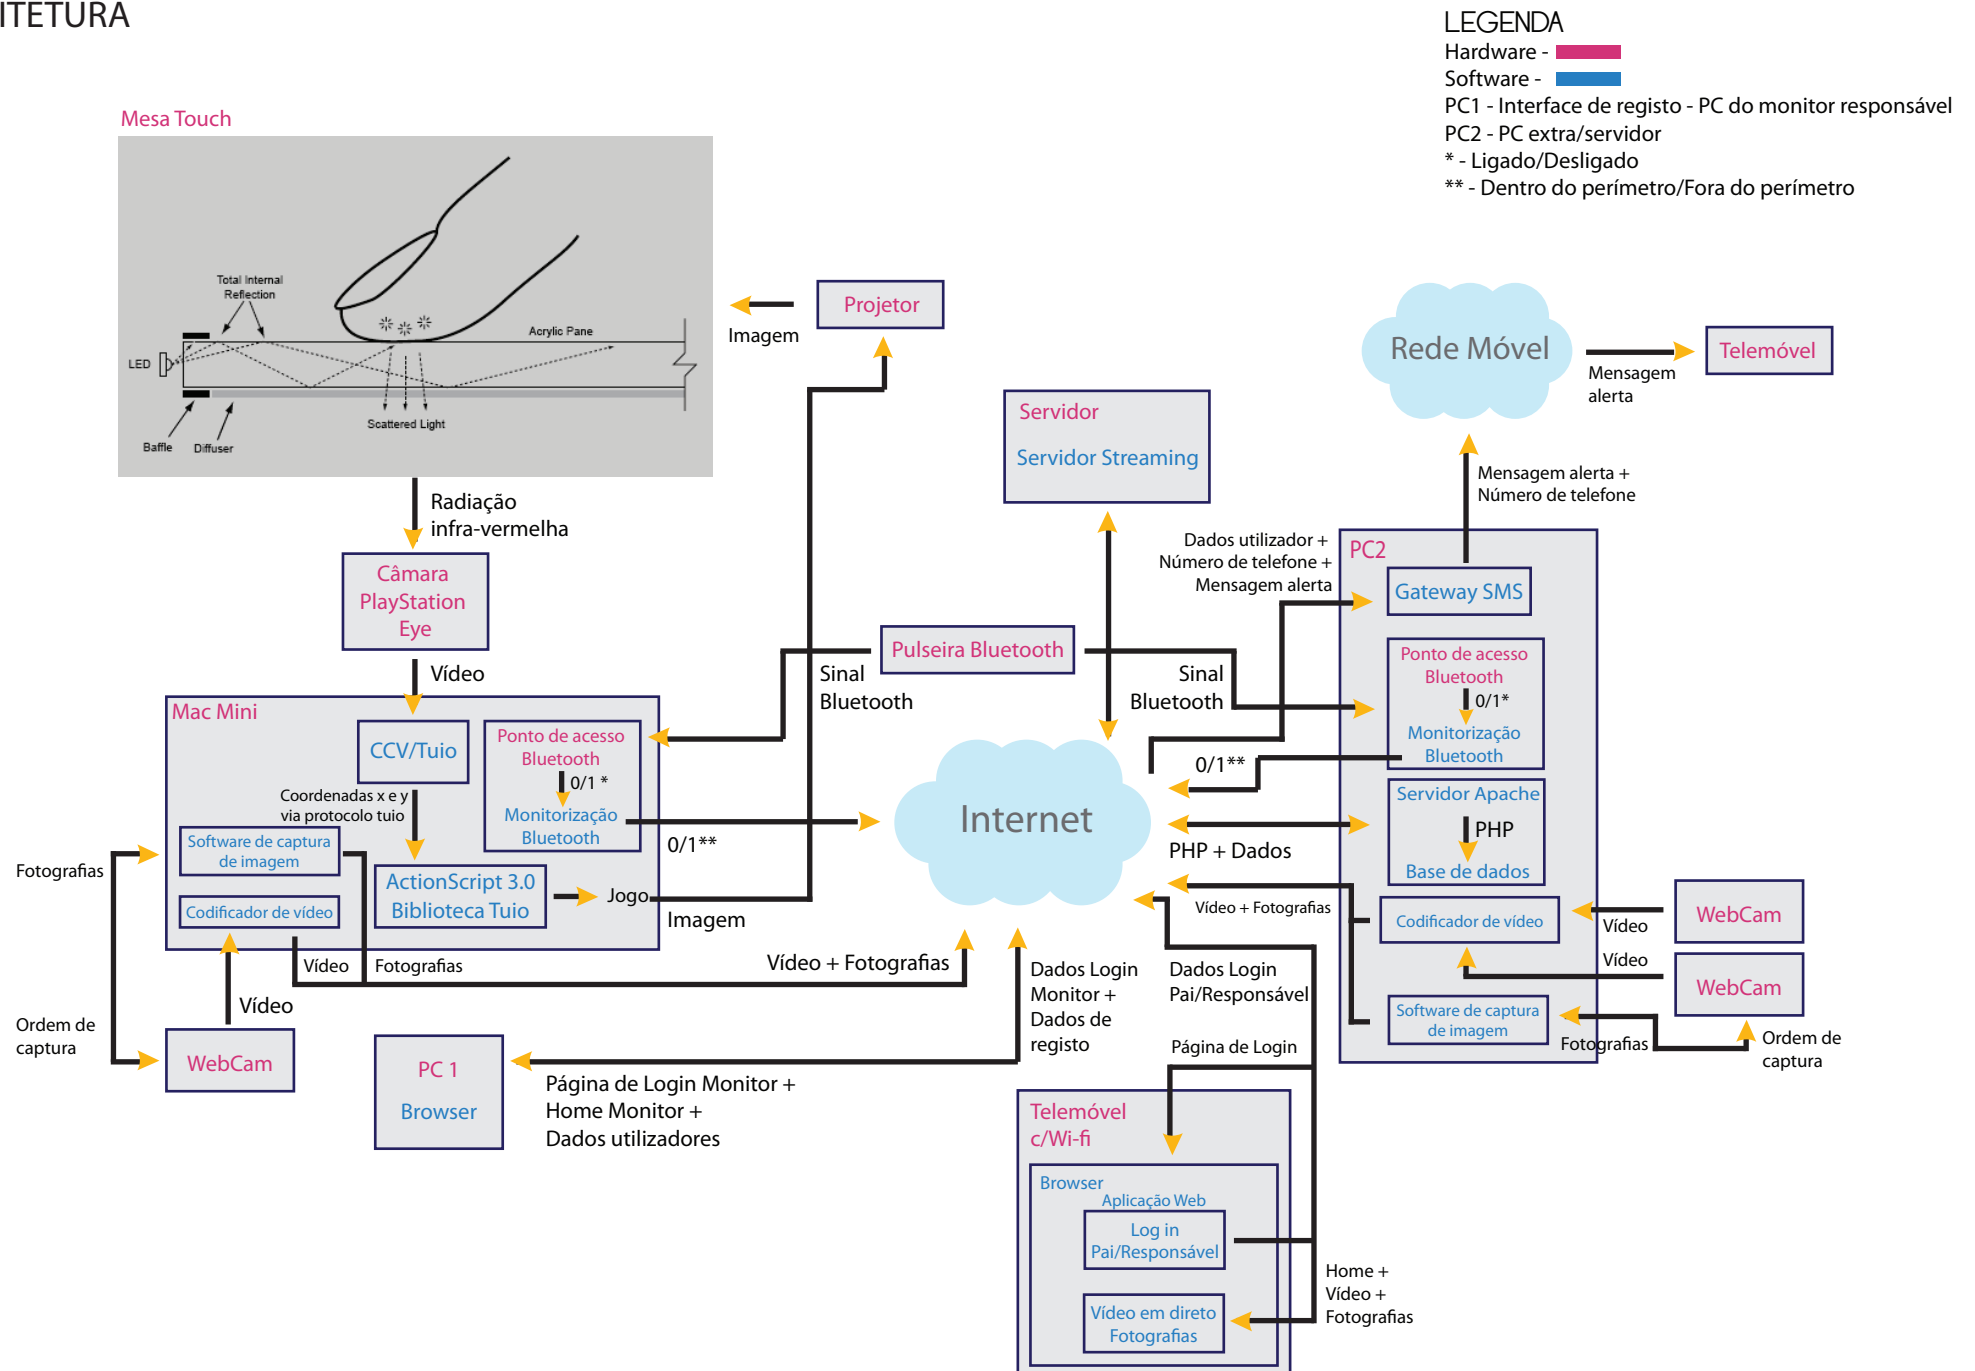 ITETURA
LEGENDA
Hardware -
Software -
PC1 - Interface de registo - PC do monitor responsável
PC2 - PC extra/servidor
* - Ligado/Desligado
** - Dentro do perímetro/Fora do perímetro
Mesa Touch
Total Internal
Reflection
Acrylic Pane
LED
Scattered Light
Baffle
Diffuser
Imagem
Projetor
Rede Móvel
Mensagem
alerta
Telemóvel
Servidor
Servidor Streaming
Mensagem alerta +
Número de telefone
Radiação
infra-vermelha
Câmara
PlayStation
Eye
Vídeo
Dados utilizador +
Número de telefone +
Mensagem alerta
PC2
Gateway SMS
Pulseira Bluetooth
Sinal
Bluetooth
Sinal
Bluetooth
Ponto de acesso
Bluetooth
0/1*
Monitorização
Bluetooth
Mac Mini
CCV/Tuio
Ponto de acesso
Bluetooth
0/1 *
Monitorização
Bluetooth
Coordenadas x e y
via protocolo tuio
Software de captura
de imagem
Codificador de vídeo
ActionScript 3.0
Biblioteca Tuio
Jogo
Imagem
0/1**
Internet
0/1**
PHP + Dados
Servidor Apache
PHP
Base de dados
Fotografias
Ordem de
captura
Vídeo
Fotografias
Vídeo + Fotografias
Vídeo
WebCam
Vídeo + Fotografias
Codificador de vídeo
Vídeo
WebCam
Vídeo
WebCam
Software de captura
de imagem
Fotografias
Ordem de
captura
PC 1
Browser
Página de Login Monitor +
Home Monitor +
Dados utilizadores
Dados Login
Monitor +
Dados de
registo
Dados Login
Pai/Responsável
Página de Login
Telemóvel
c/Wi-fi
Browser
Aplicação Web
Log in
Pai/Responsável
Vídeo em direto
Fotografias
Home +
Vídeo +
Fotografias